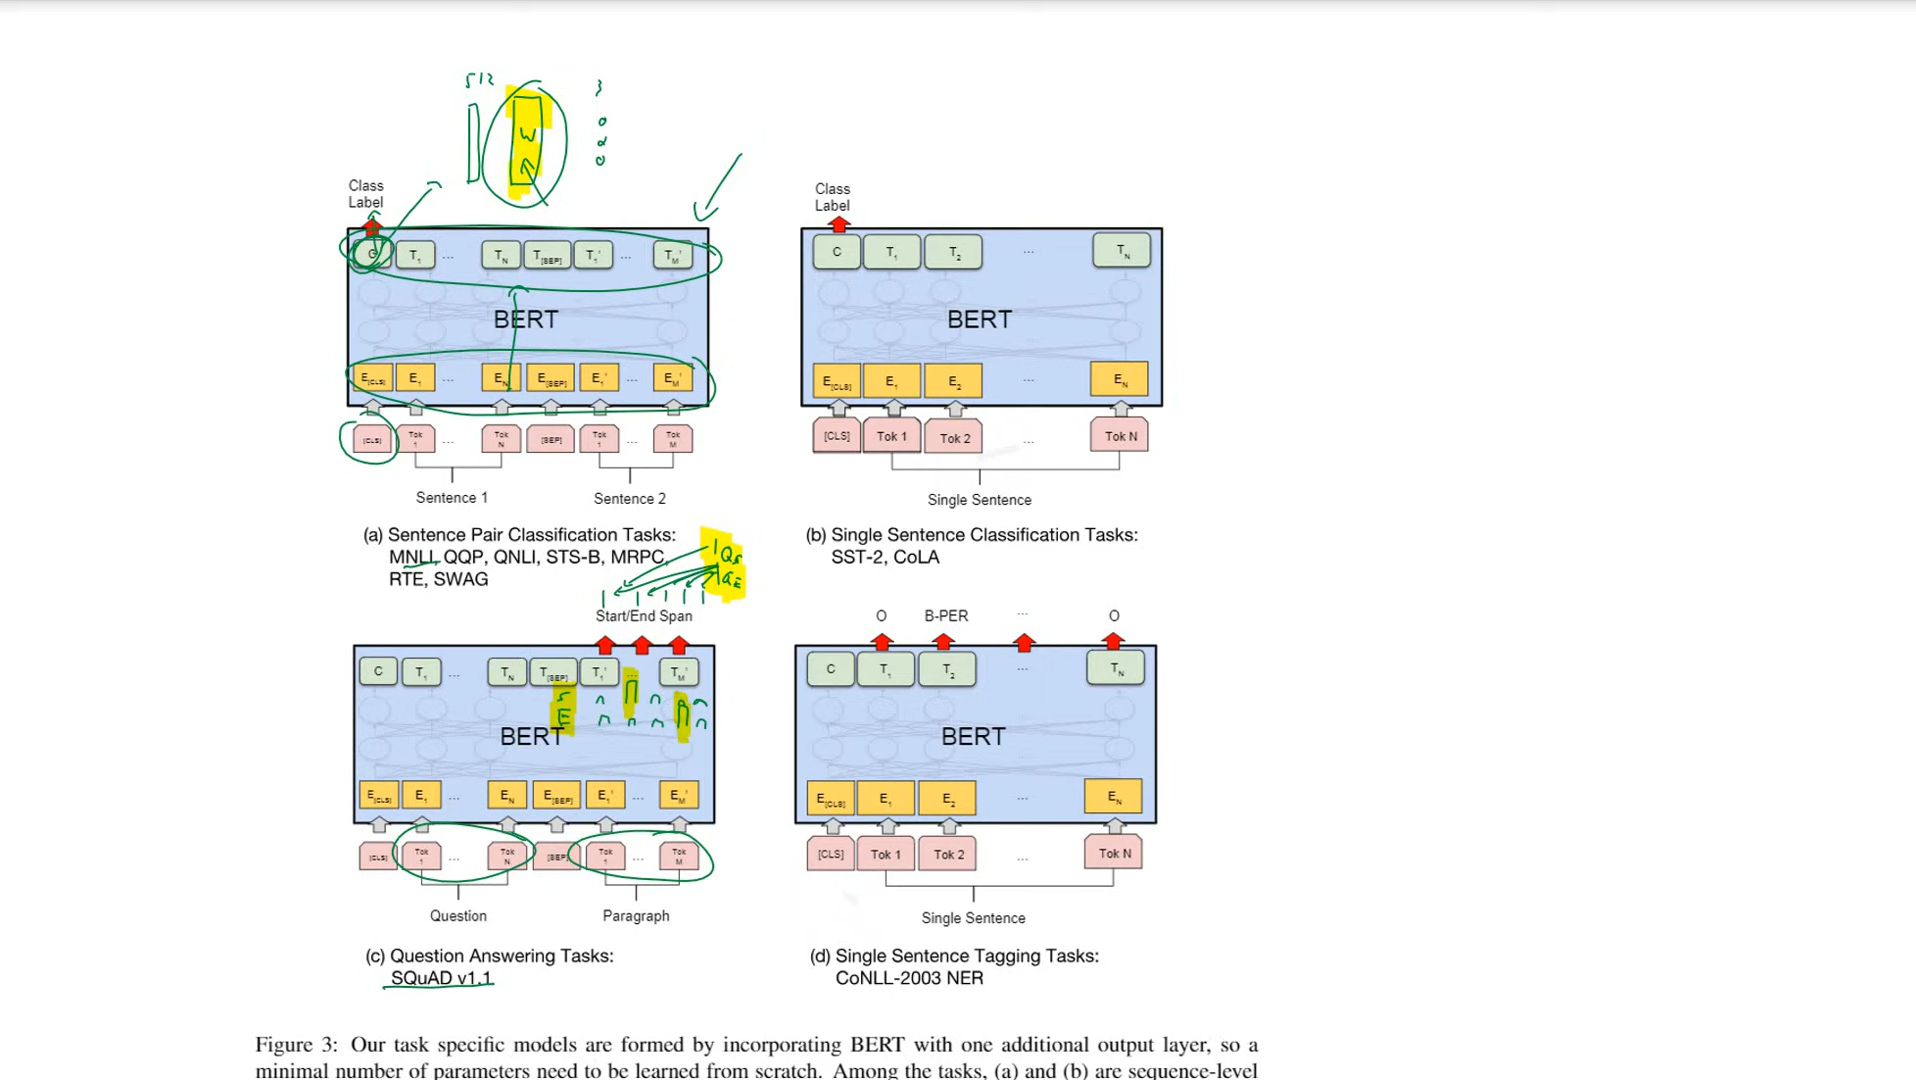 512
3
W
0
2
0
Class
Label
C T1 ... TN T[SEP] T1' ... TM'
BERT
E[CLS] E1 ... EN E[SEP] E1' ... EM'
[CLS] Tok 1 ... Tok N [SEP] Tok 1 ... Tok M
Sentence 1 Sentence 2
(a) Sentence Pair Classification Tasks:
MNLI, QQP, QNLI, STS-B, MRPC,
RTE, SWAG
Class
Label
C T1 T2 ... TN
BERT
E[CLS] E1 E2 ... EN
[CLS] Tok 1 Tok 2 ... Tok N
Single Sentence
(b) Single Sentence Classification Tasks:
SST-2, CoLA
Start/End Span
C T1 ... TN T[SEP] T1' ... TM'
E
BERT
E[CLS] E1 ... EN E[SEP] E1' ... EM'
[CLS] Tok 1 ... Tok N [SEP] Tok 1 ... Tok M
Question Paragraph
(c) Question Answering Tasks:
SQuAD v1.1
O B-PER ... O
C T1 T2 ... TN
BERT
E[CLS] E1 E2 ... EN
[CLS] Tok 1 Tok 2 ... Tok N
Single Sentence
(d) Single Sentence Tagging Tasks:
CoNLL-2003 NER
Figure 3: Our task specific models are formed by incorporating BERT with one additional output layer, so a
minimal number of parameters need to be learned from scratch. Among the tasks, (a) and (b) are sequence-level